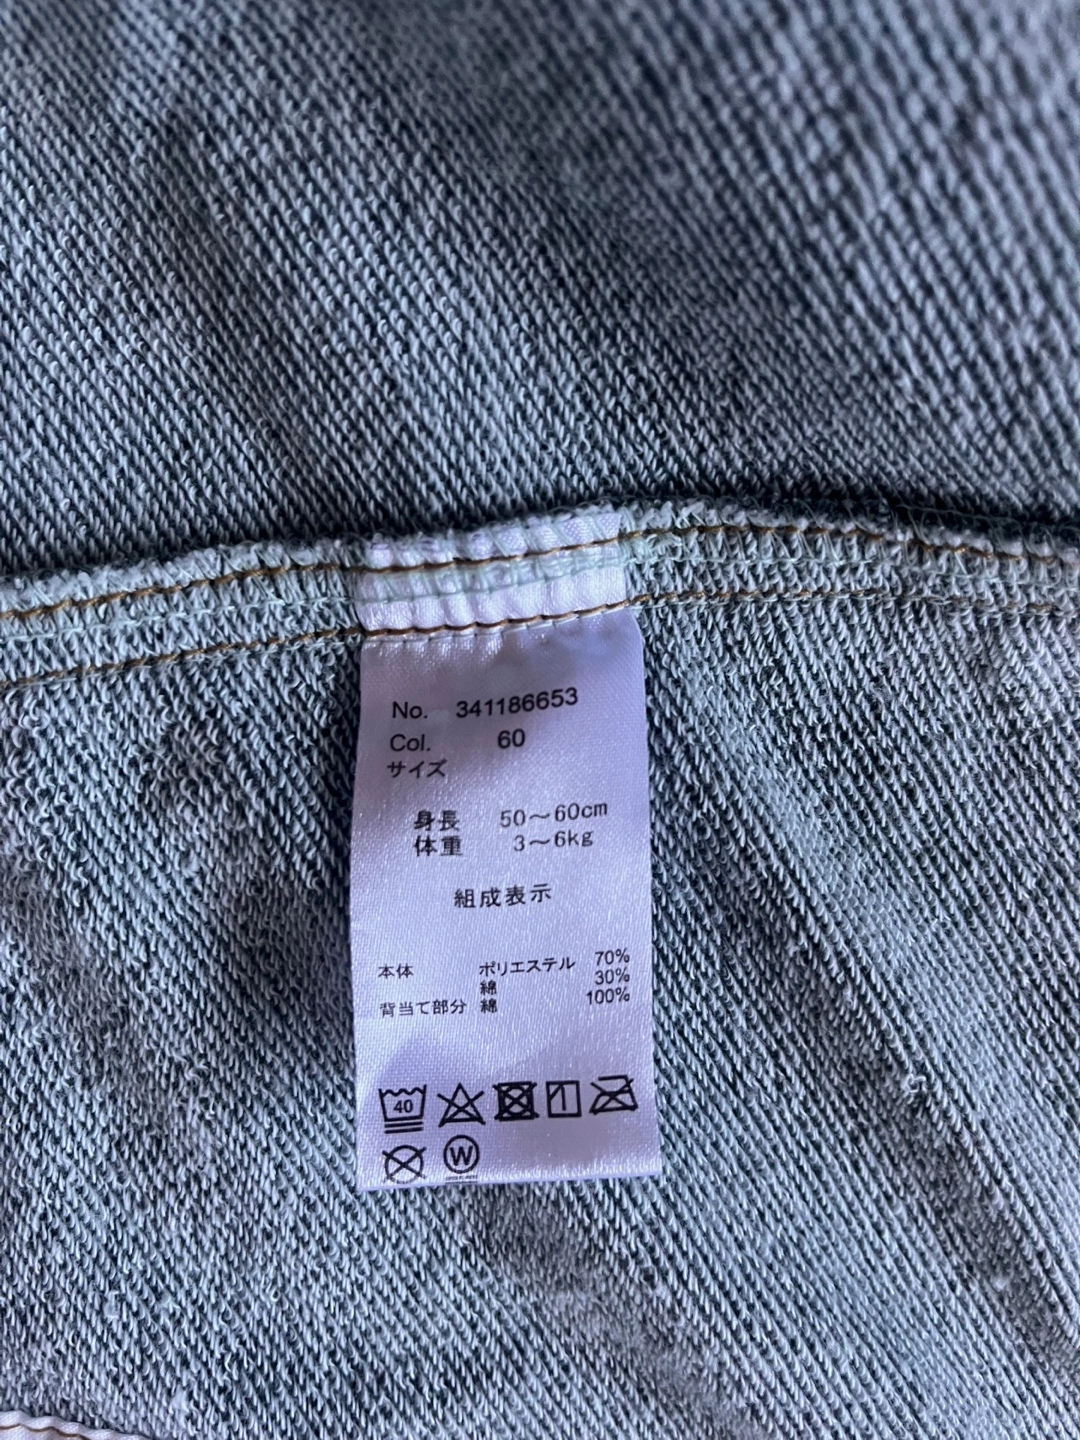 No. 341186653
Col. 60
サイズ
身長 50～60cm
体重 3～6kg
組成表示
本体 ポリエステル 70%
綿 30%
背当て部分 綿 100%
40
W